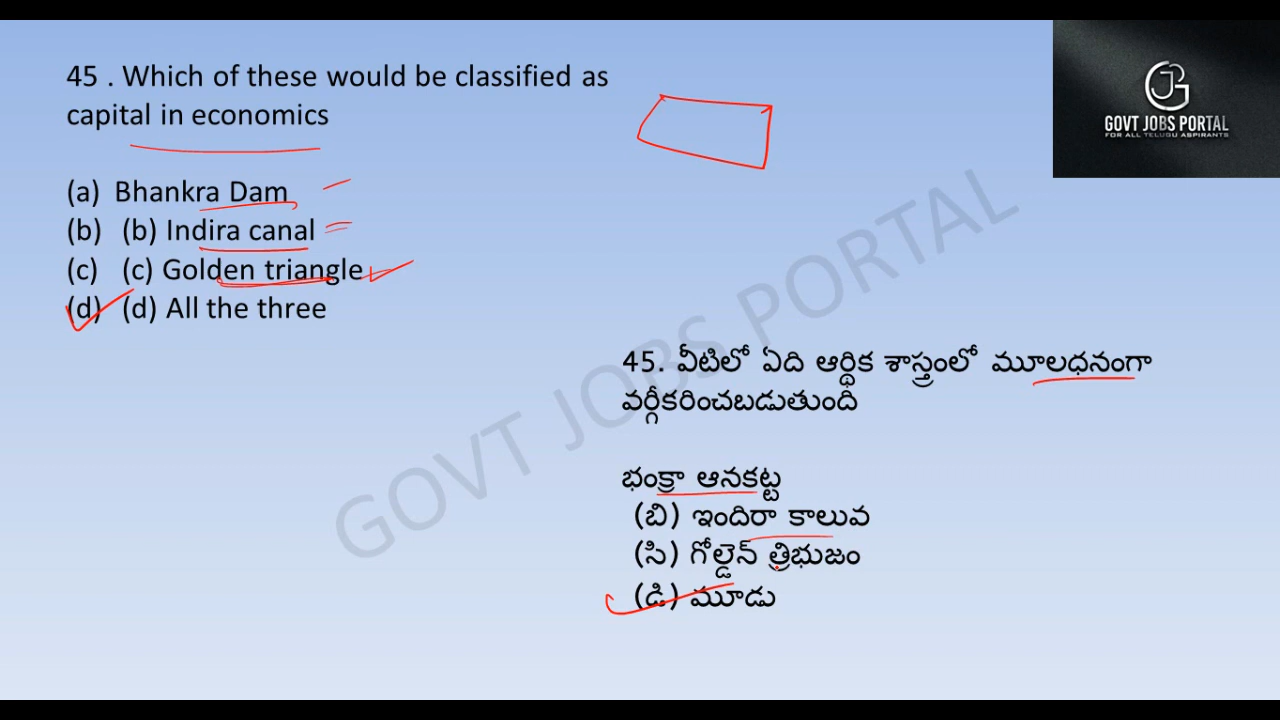 45 . Which of these would be classified as
capital in economics
(a) Bhankra Dam
(b) (b) Indira canal
(c) (c) Golden triangle
(d) (d) All the three
GOVT JOBS PORTAL
FOR ALL TELUGU ASPIRANTS
GOVT JOBS PORTAL
45. వీటిలో ఏది ఆర్థిక శాస్త్రంలో మూలధనంగా
వర్గీకరించబడుతుంది
భంక్రా ఆనకట్ట
(బి) ఇందిరా కాలువ
(సి) గోల్డెన్ త్రిభుజం
(డి) మూడు